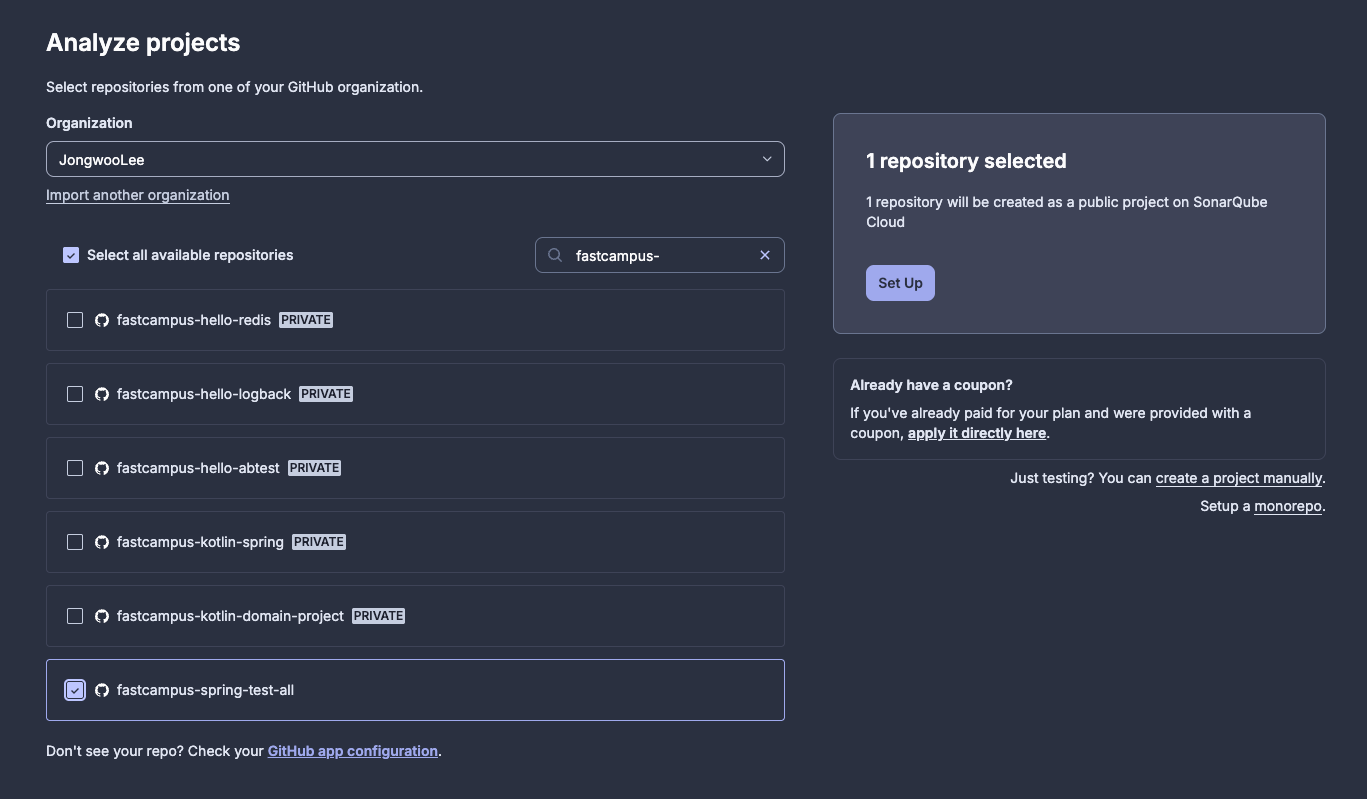 Analyze projects
Select repositories from one of your GitHub organization.
Organization
JongwooLee
Import another organization
Select all available repositories
fastcampus-
fastcampus-hello-redis PRIVATE
fastcampus-hello-logback PRIVATE
fastcampus-hello-abtest PRIVATE
fastcampus-kotlin-spring PRIVATE
fastcampus-kotlin-domain-project PRIVATE
fastcampus-spring-test-all
Don't see your repo? Check your GitHub app configuration.
1 repository selected
1 repository will be created as a public project on SonarQube
Cloud
Set Up
Already have a coupon?
If you've already paid for your plan and were provided with a
coupon, apply it directly here.
Just testing? You can create a project manually.
Setup a monorepo.